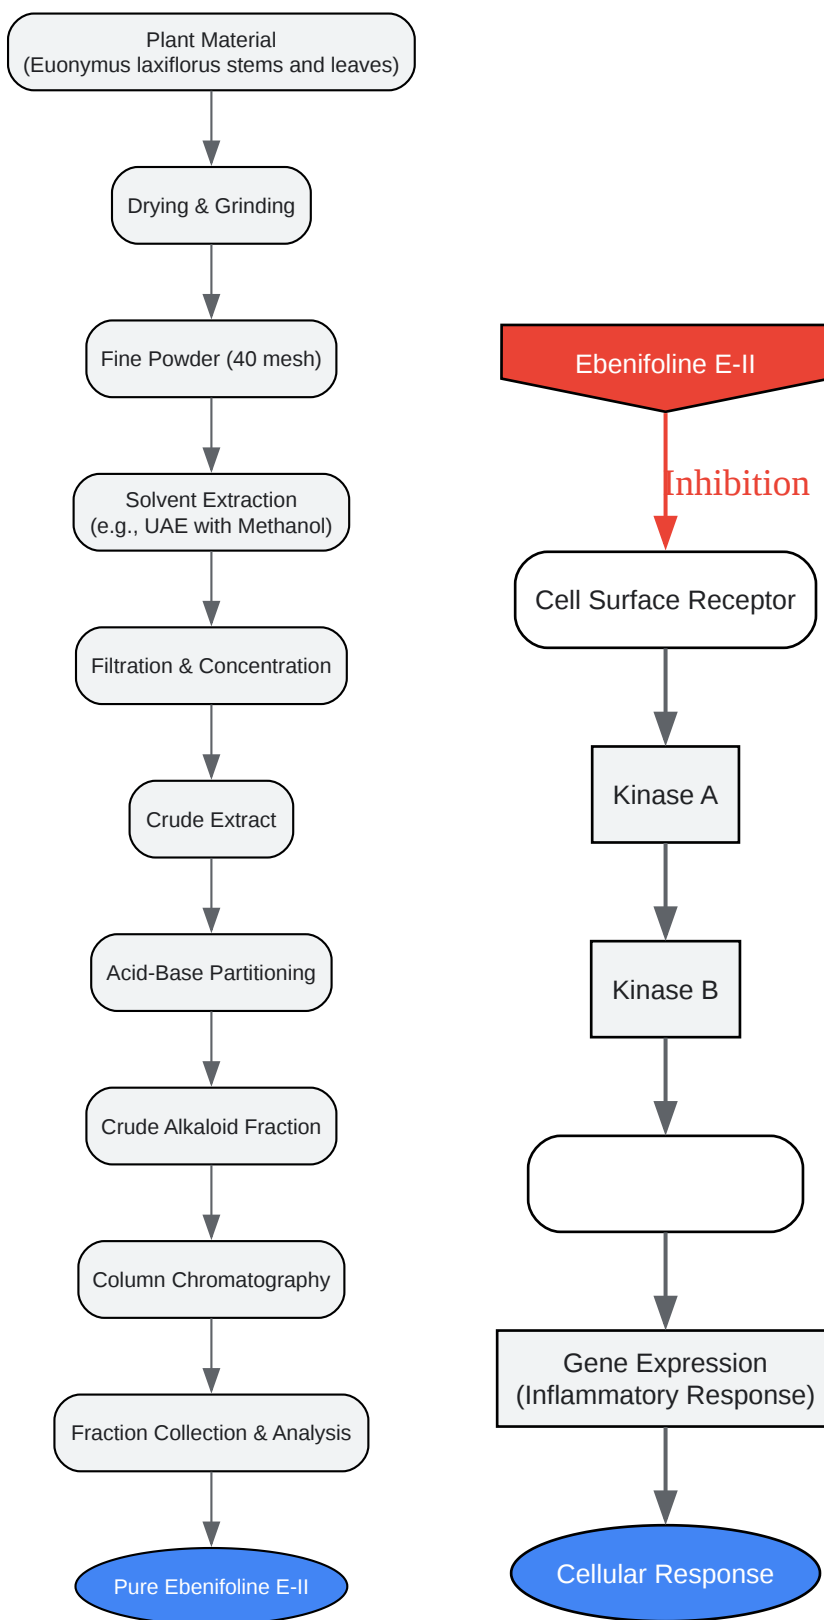 Plant Material
(Euonymus laxiflorus stems and leaves)
Drying & Grinding
Fine Powder (40 mesh)
Solvent Extraction
(e.g., UAE with Methanol)
Filtration & Concentration
Crude Extract
Acid-Base Partitioning
Crude Alkaloid Fraction
Column Chromatography
Fraction Collection & Analysis
Pure Ebenifoline E-II
Ebenifoline E-II
Inhibition
Cell Surface Receptor
Kinase A
Kinase B
Gene Expression
(Inflammatory Response)
Cellular Response